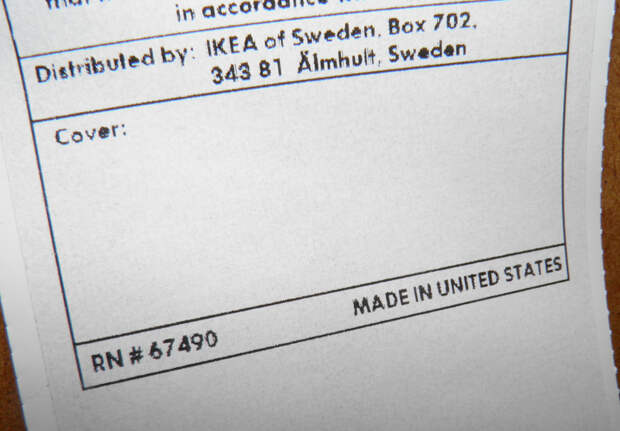 in accordance
Distributed by: IKEA of Sweden, Box 702,
343 81 Älmhult, Sweden
Cover:
RN # 67490 MADE IN UNITED STATES